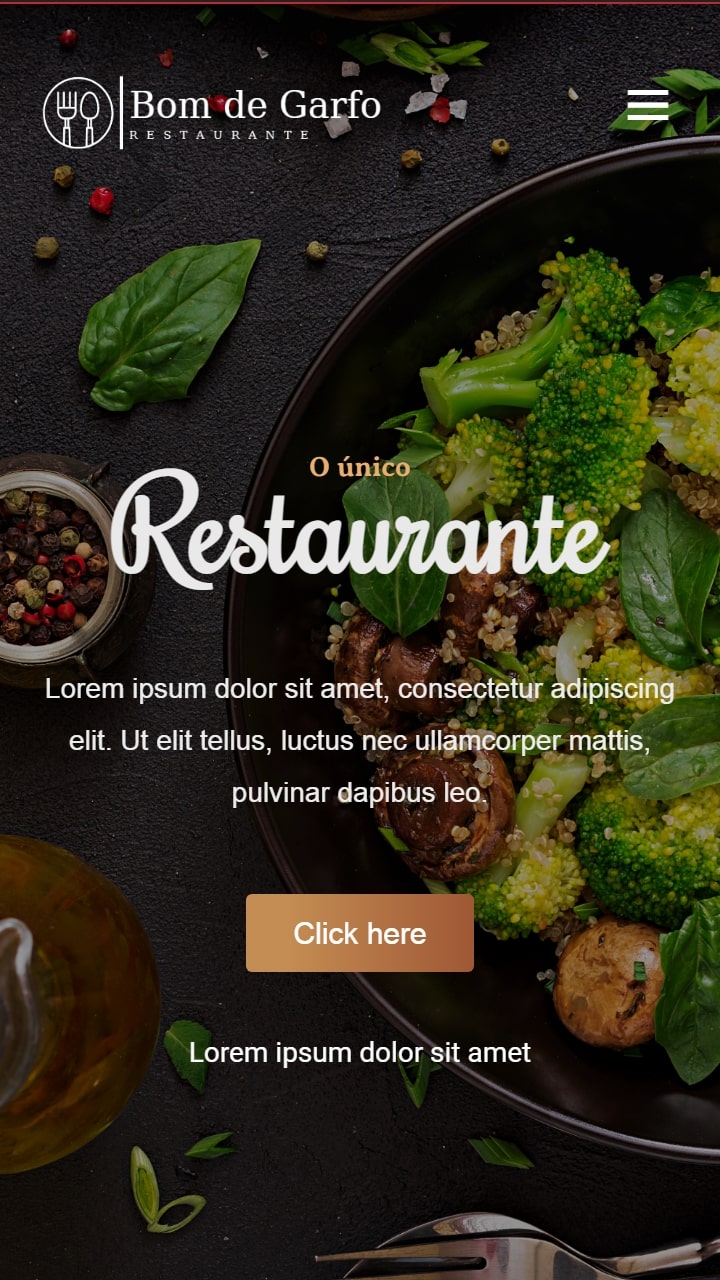 Bom de Garfo
RESTAURANTE
O único
Restaurante
Lorem ipsum dolor sit amet, consectetur adipiscing
elit. Ut elit tellus, luctus nec ullamcorper mattis,
pulvinar dapibus leo.
Click here
Lorem ipsum dolor sit amet